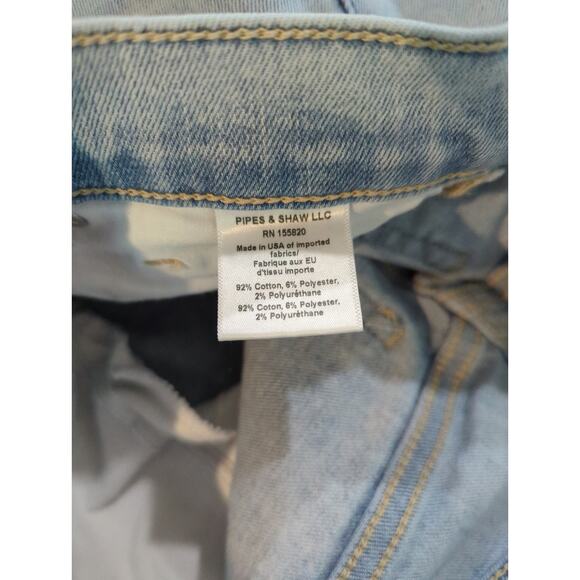 PIPES & SHAW LLC
RN 155820
Made in USA of imported
fabrics/
Fabrique aux EU
d'tissu importe
92% Cotton, 6% Polyester,
2% Polyurethane
92% Coton, 6% Polyester,
2% Polyuréthane